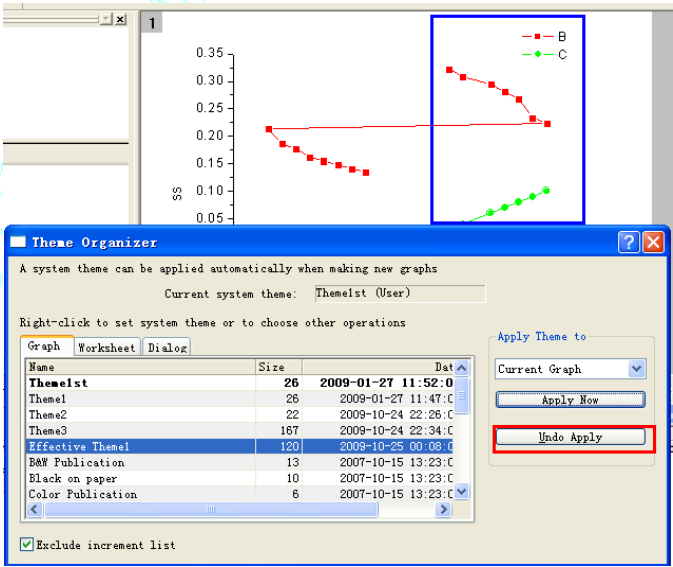 1
B
C
0.35
0.30
0.25
0.20
0.15
0.10
0.05
SS
Theme Organizer
A system theme can be applied automatically when making new graphs
Current system theme: Theme1st (User)
Right-click to set system theme or to choose other operations
Graph Worksheet Dialog
Name Size Dat
Theme1st 26 2009-01-27 11:52:0
Theme1 26 2009-01-27 11:47:0
Theme2 22 2009-10-24 22:26:0
Theme3 167 2009-10-24 22:34:0
Effective Theme1 120 2009-10-25 00:08:0
B&W Publication 13 2007-10-15 13:23:0
Black on paper 10 2007-10-15 13:23:0
Color Publication 6 2007-10-15 13:23:0
Exclude increment list
Apply Theme to
Current Graph
Apply Now
Undo Apply